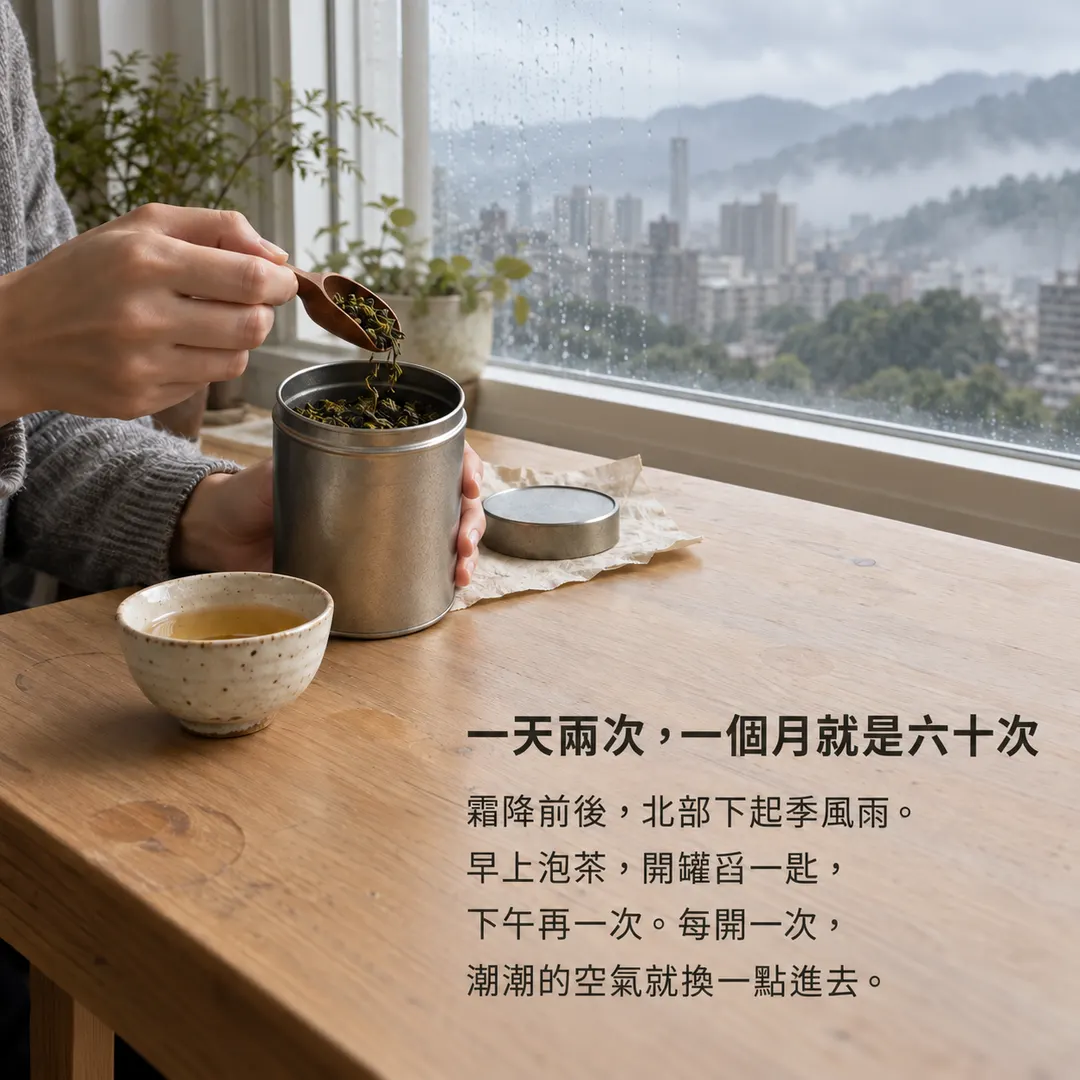 一天兩次，一個月就是六十次
霜降前後，北部下起季風雨。
早上泡茶，開罐舀一匙，
下午再一次。每開一次，
潮潮的空氣就換一點進去。